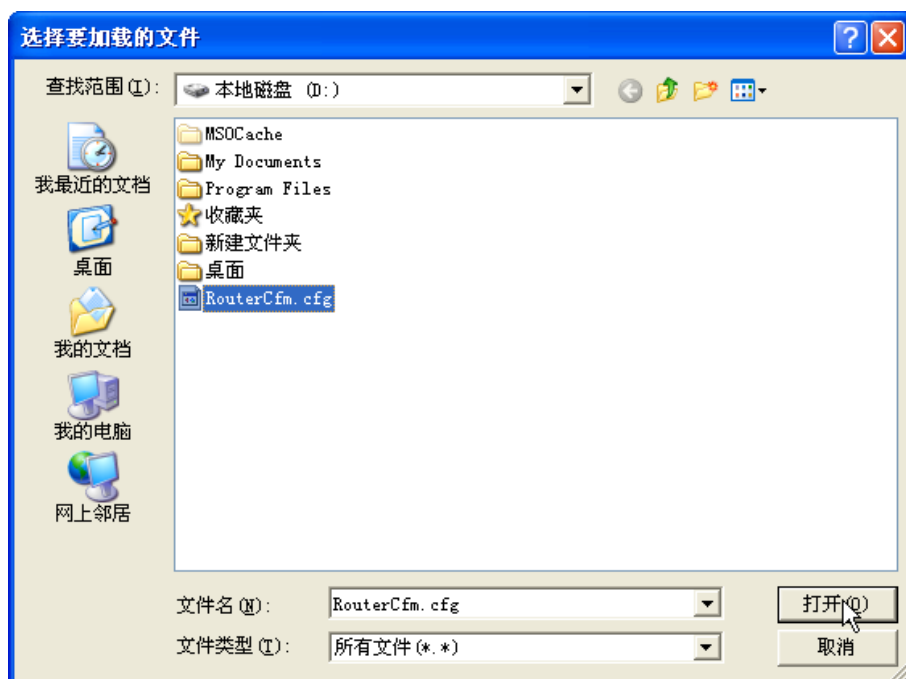 选择要加载的文件
查找范围(I):
本地磁盘 (D:)
我最近的文档
桌面
我的文档
我的电脑
网上邻居
MSOCache
My Documents
Program Files
收藏夹
新建文件夹
桌面
RouterCfm.cfg
文件名(N):
RouterCfm.cfg
打开(O)
文件类型(T):
所有文件(*.*)
取消